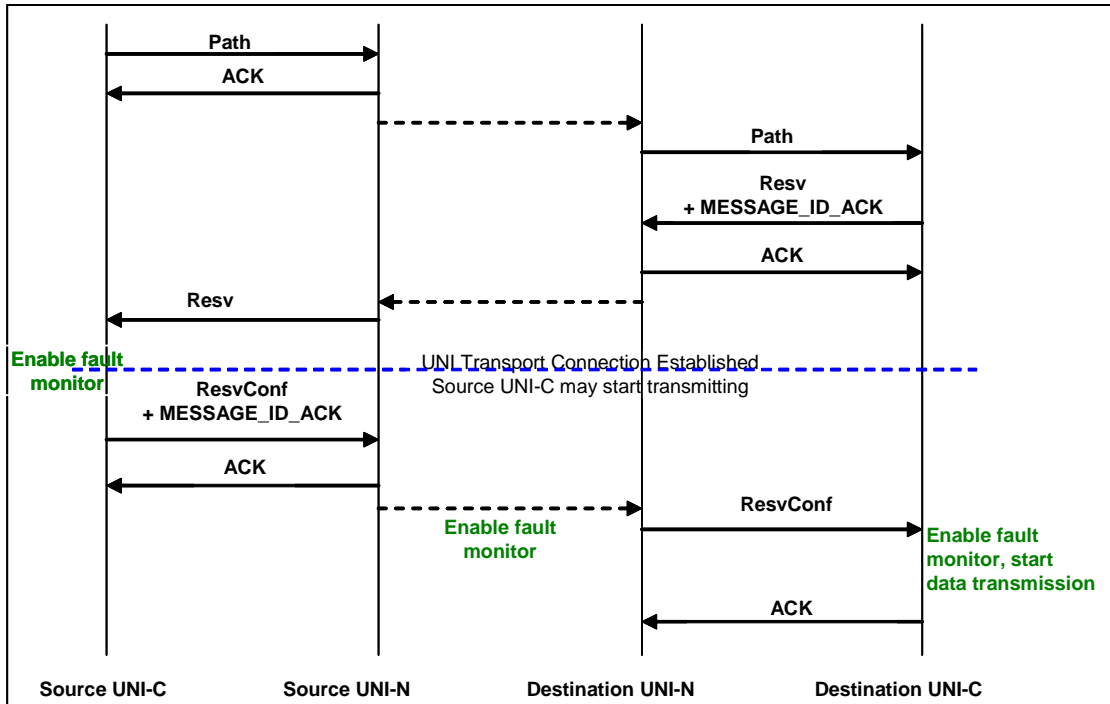 Path
ACK
Path
Resv
+ MESSAGE_ID_ACK
ACK
Resv
Enable fault
monitor
UNI Transport Connection Established
Source UNI-C may start transmitting
ResvConf
+ MESSAGE_ID_ACK
ACK
Enable fault
monitor
ResvConf
Enable fault
monitor, start
data transmission
ACK
Source UNI-C
Source UNI-N
Destination UNI-N
Destination UNI-C